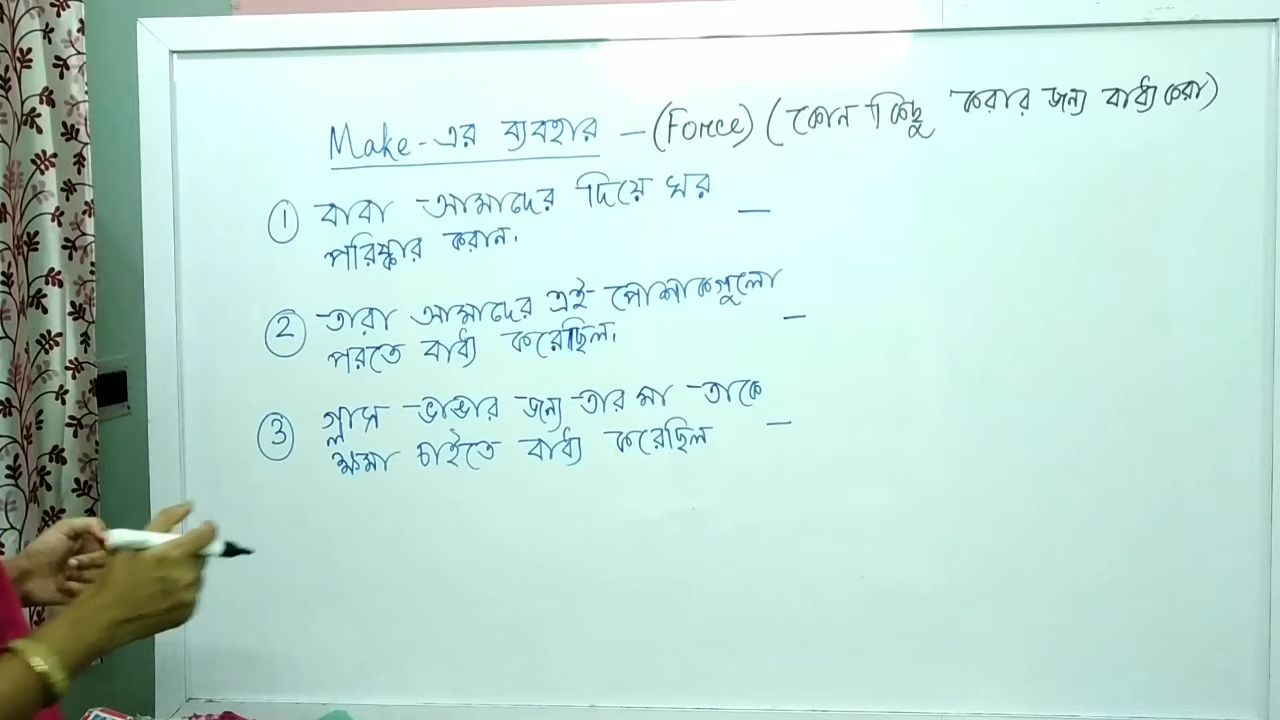 Make-এর ব্যবহার – (Force) (কোন কিছু করার জন্য বাধ্য করা)
① বাবা আমাদের দিয়ে ঘর —
পরিষ্কার করান।
② তারা আমাদের এই পোশাকগুলো —
পরতে বাধ্য করেছিল।
③ গ্লাস ভাঙার জন্য তার মা তাকে —
ক্ষমা চাইতে বাধ্য করেছিল